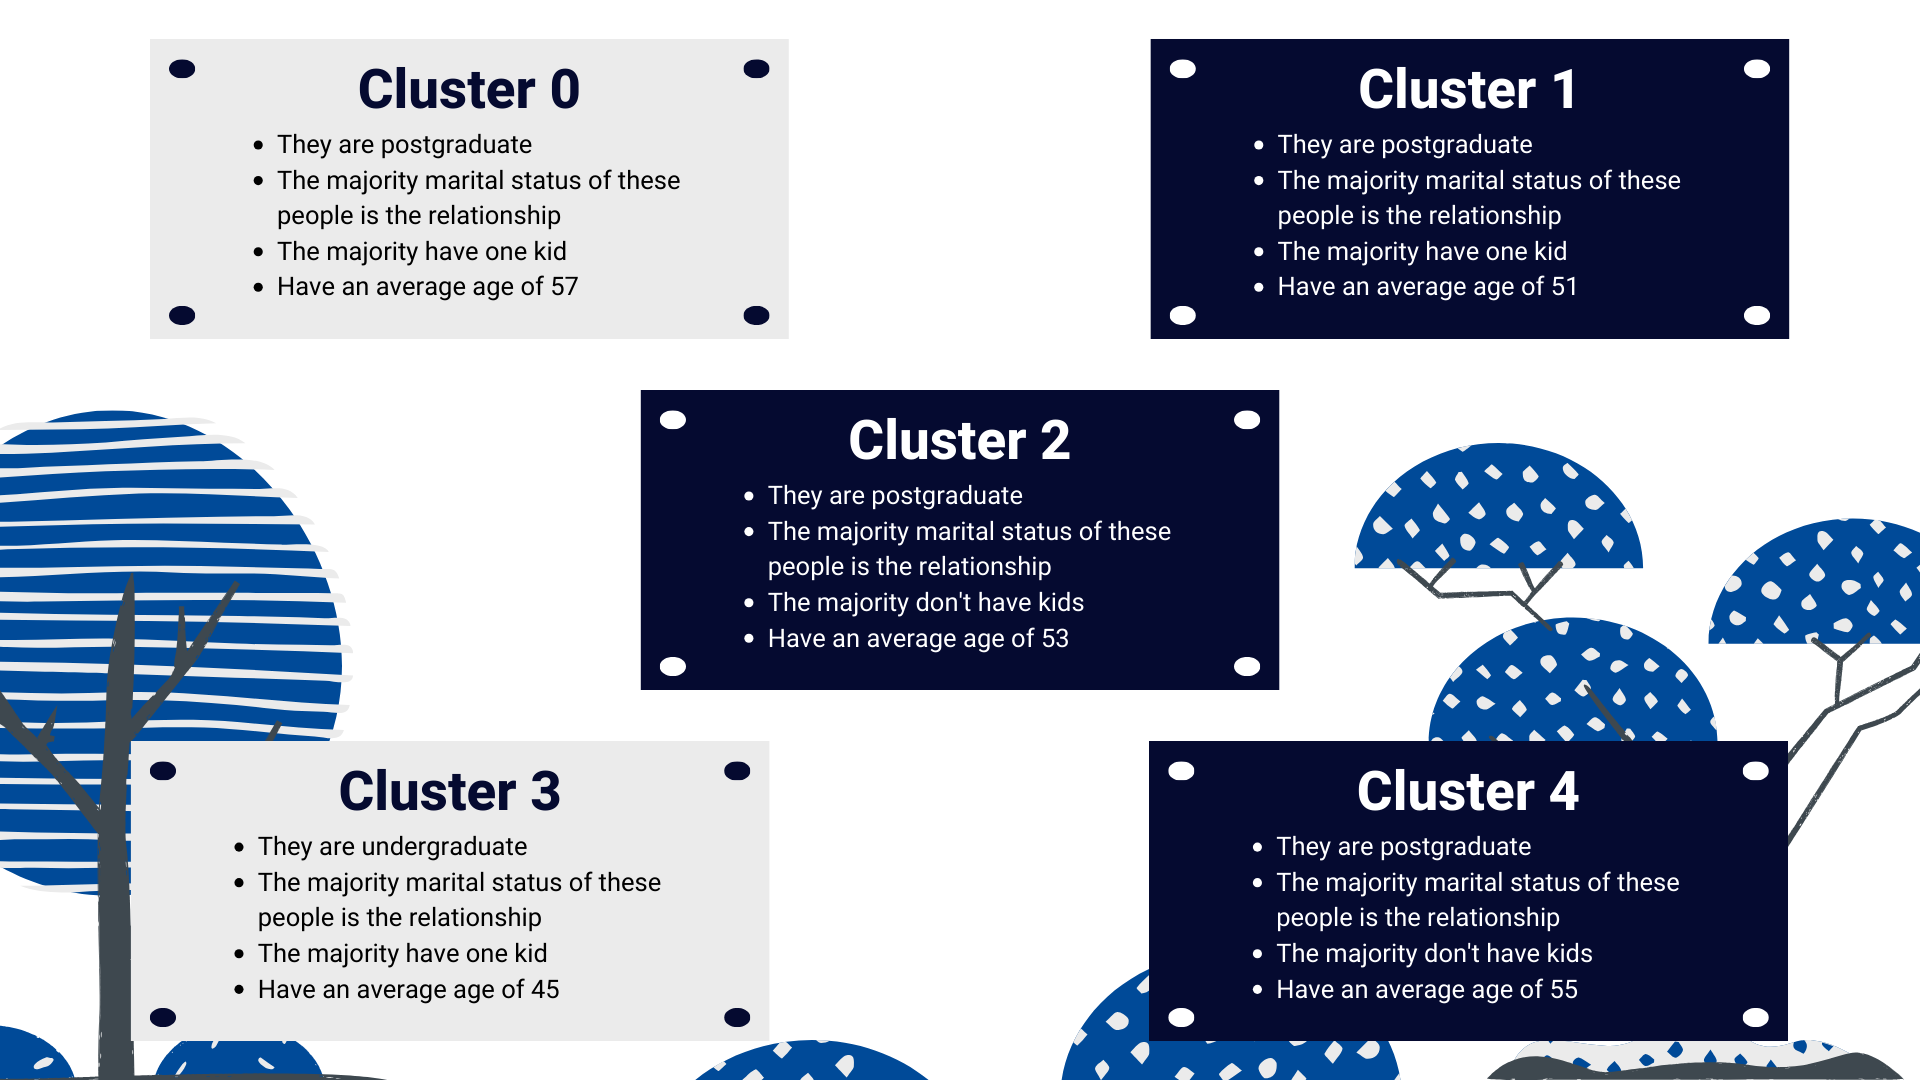 Cluster 0
They are postgraduate
The majority marital status of these
people is the relationship
The majority have one kid
Have an average age of 57
Cluster 1
They are postgraduate
The majority marital status of these
people is the relationship
The majority have one kid
Have an average age of 51
Cluster 2
They are postgraduate
The majority marital status of these
people is the relationship
The majority don't have kids
Have an average age of 53
Cluster 3
They are undergraduate
The majority marital status of these
people is the relationship
The majority have one kid
Have an average age of 45
Cluster 4
They are postgraduate
The majority marital status of these
people is the relationship
The majority don't have kids
Have an average age of 55